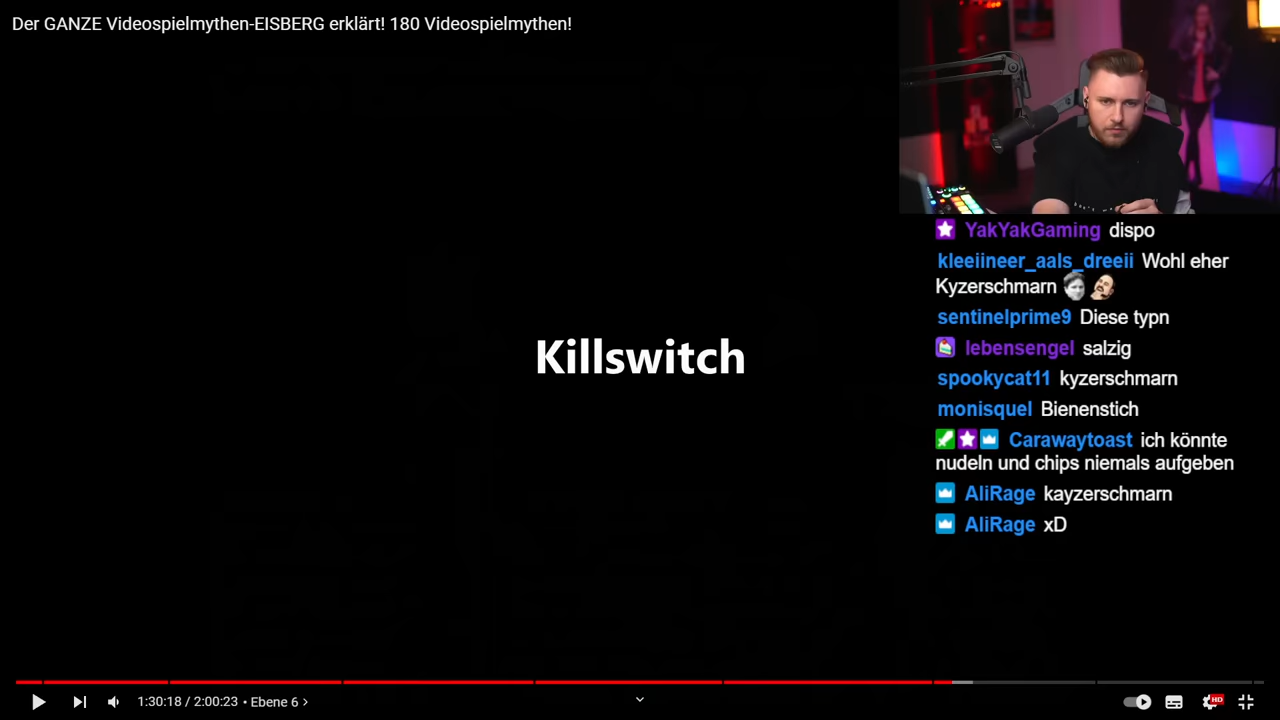 Der GANZE Videospielmythen-EISBERG erklärt! 180 Videospielmythen!
YakYakGaming dispo
kleeiineer_aals_dreeii Wohl eher
Kyzerschmarn
sentinelprime9 Diese typn
lebensengel salzig
spookycat11 kyzerschmarn
monisquel Bienenstich
Carawaytoast ich könnte
nudeln und chips niemals aufgeben
AliRage kayzerschmarn
AliRage xD
Killswitch
1:30:18 / 2:00:23 • Ebene 6 ›
HD